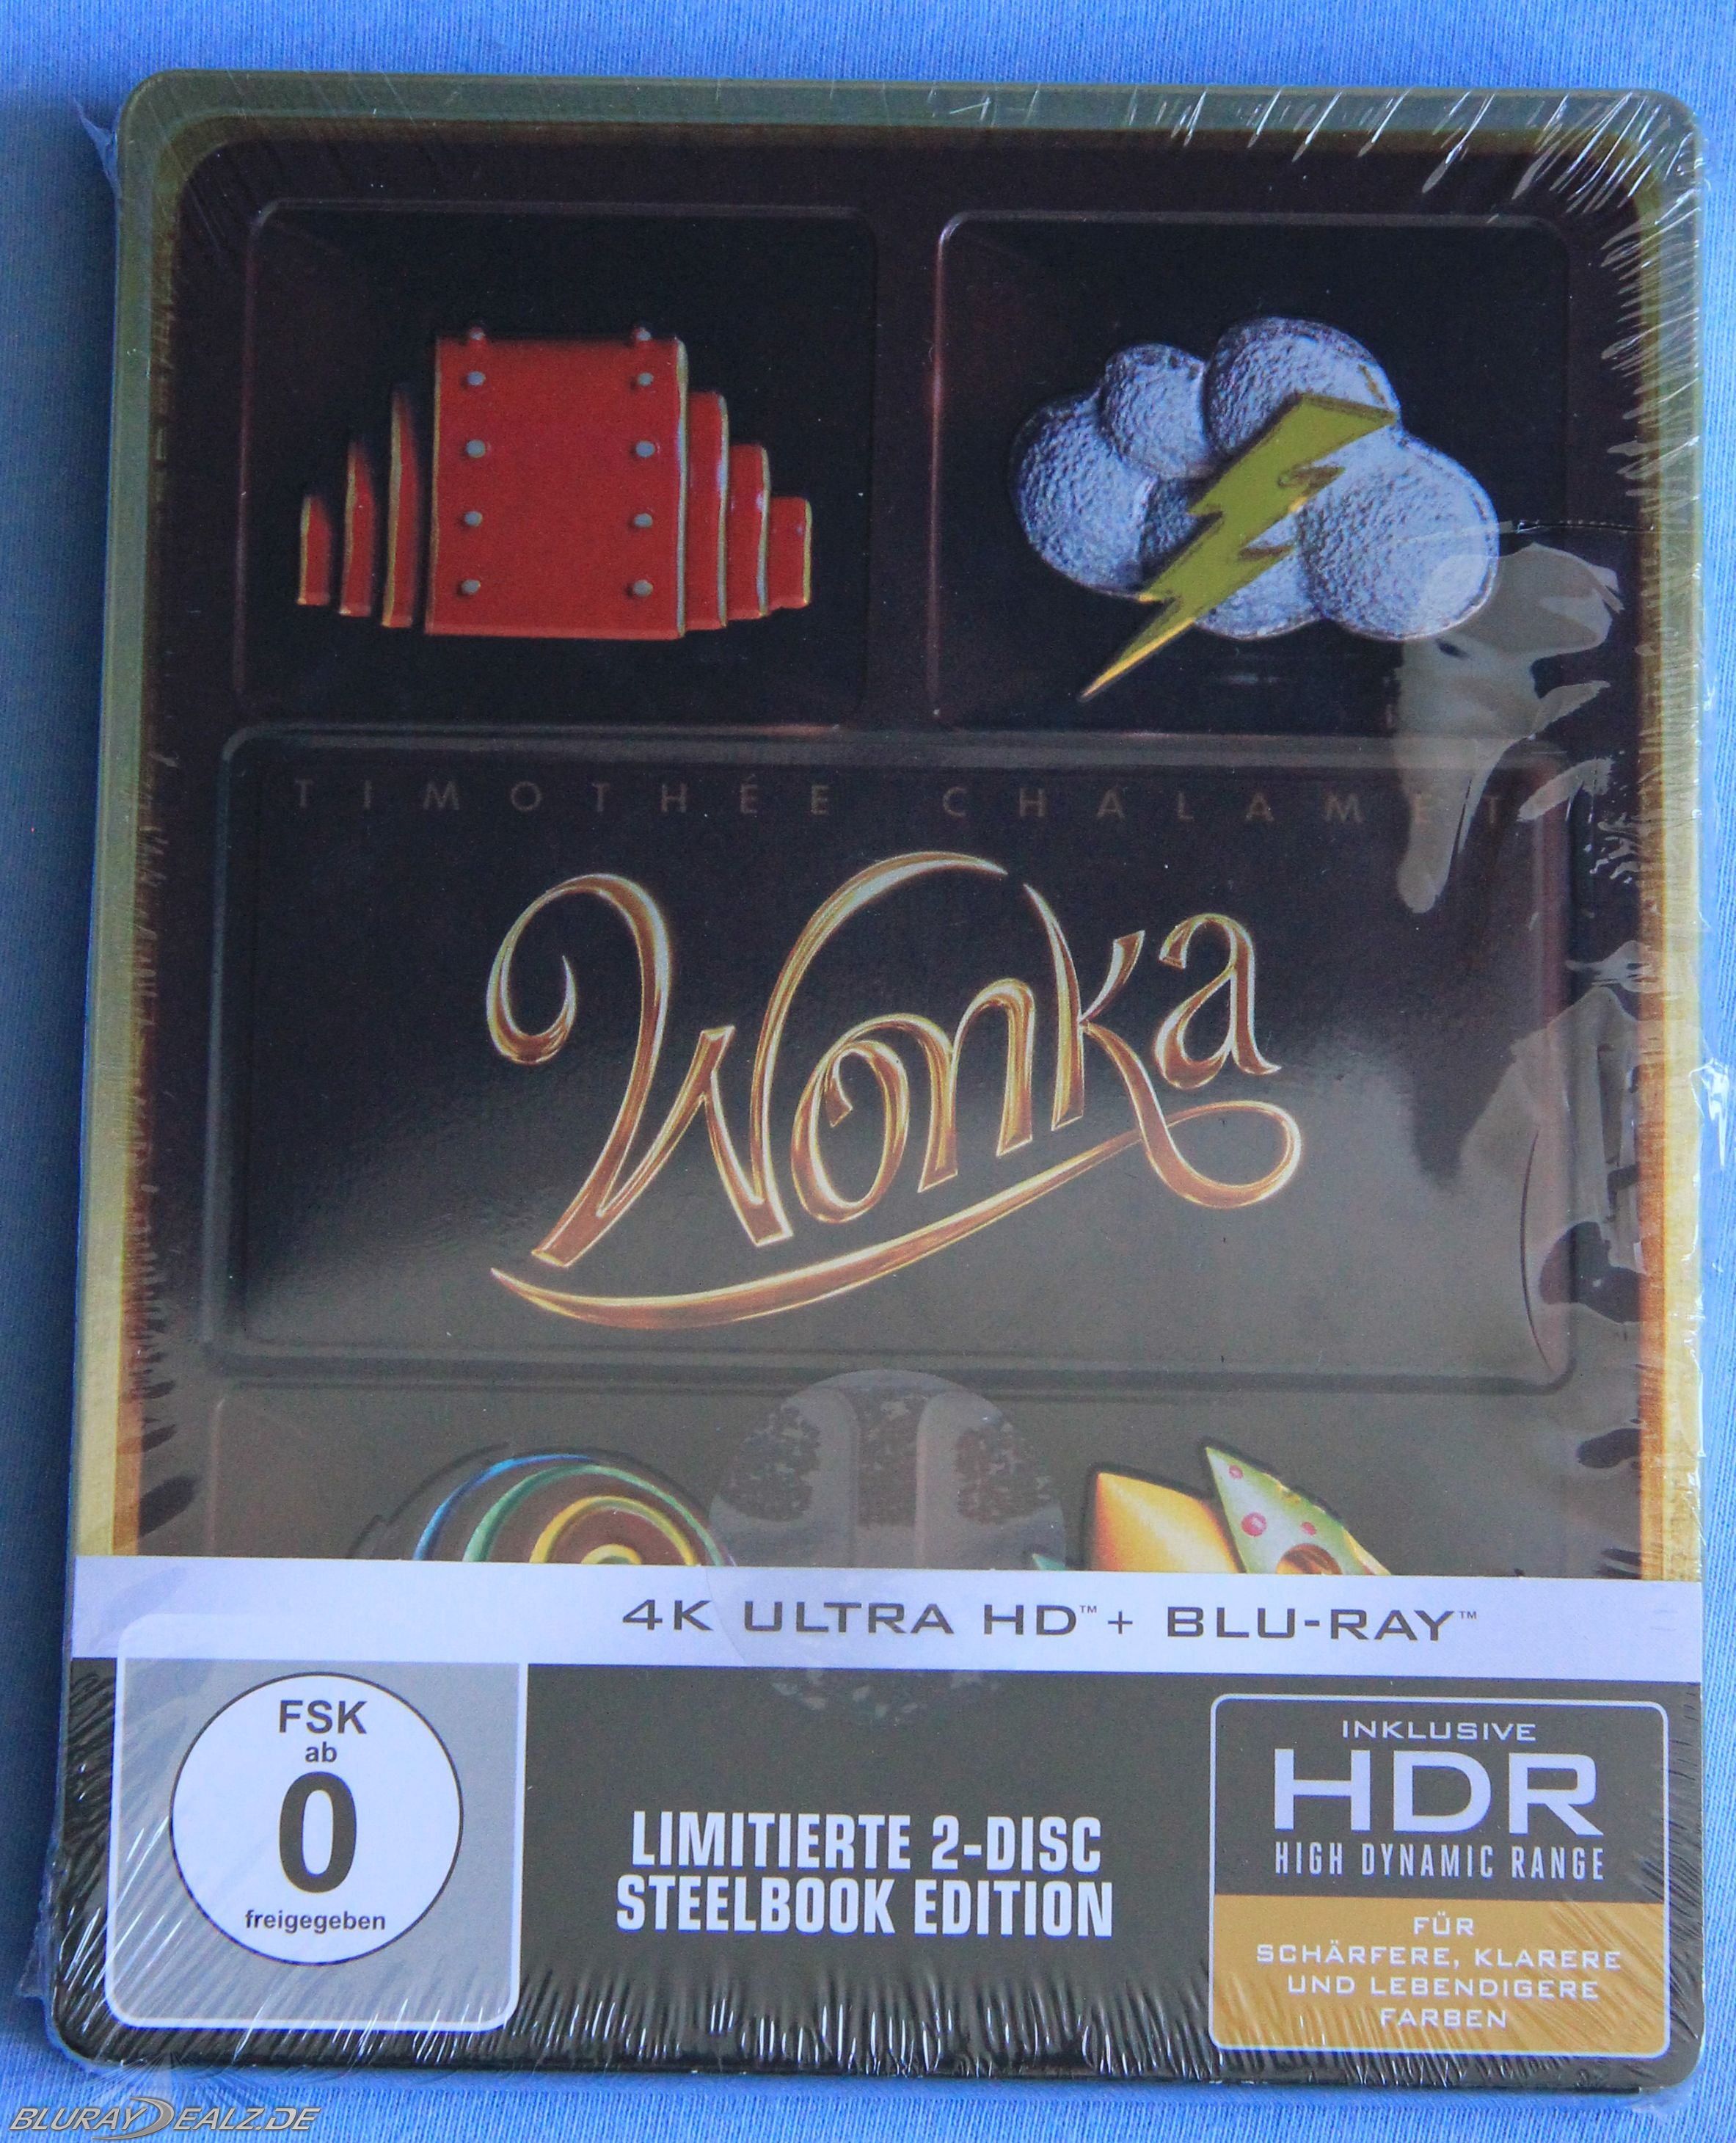 TIMOTHÉE CHALAMET
Wonka
4K ULTRA HD™ + BLU-RAY™
FSK
ab
0
freigegeben
LIMITIERTE 2-DISC
STEELBOOK EDITION
INKLUSIVE
HDR
HIGH DYNAMIC RANGE
FÜR
SCHÄRFERE, KLARERE
UND LEBENDIGERE
FARBEN
BLURAYDEALZ.DE